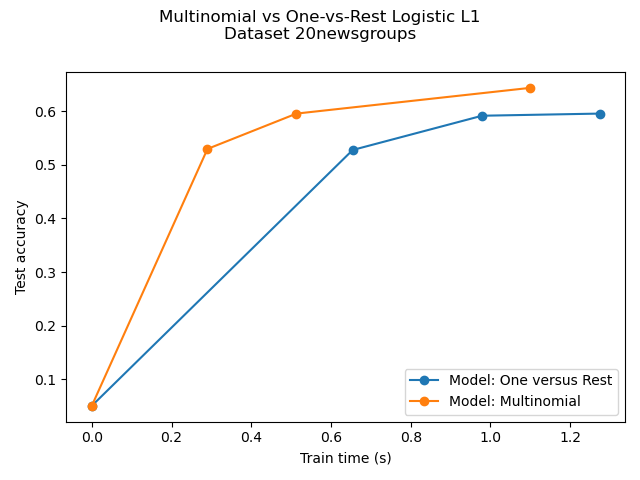 Multinomial vs One-vs-Rest Logistic L1
Dataset 20newsgroups
Test accuracy
0.6
0.5
0.4
0.3
0.2
0.1
0.0
0.2
0.4
0.6
0.8
1.0
1.2
Train time (s)
Model: One versus Rest
Model: Multinomial